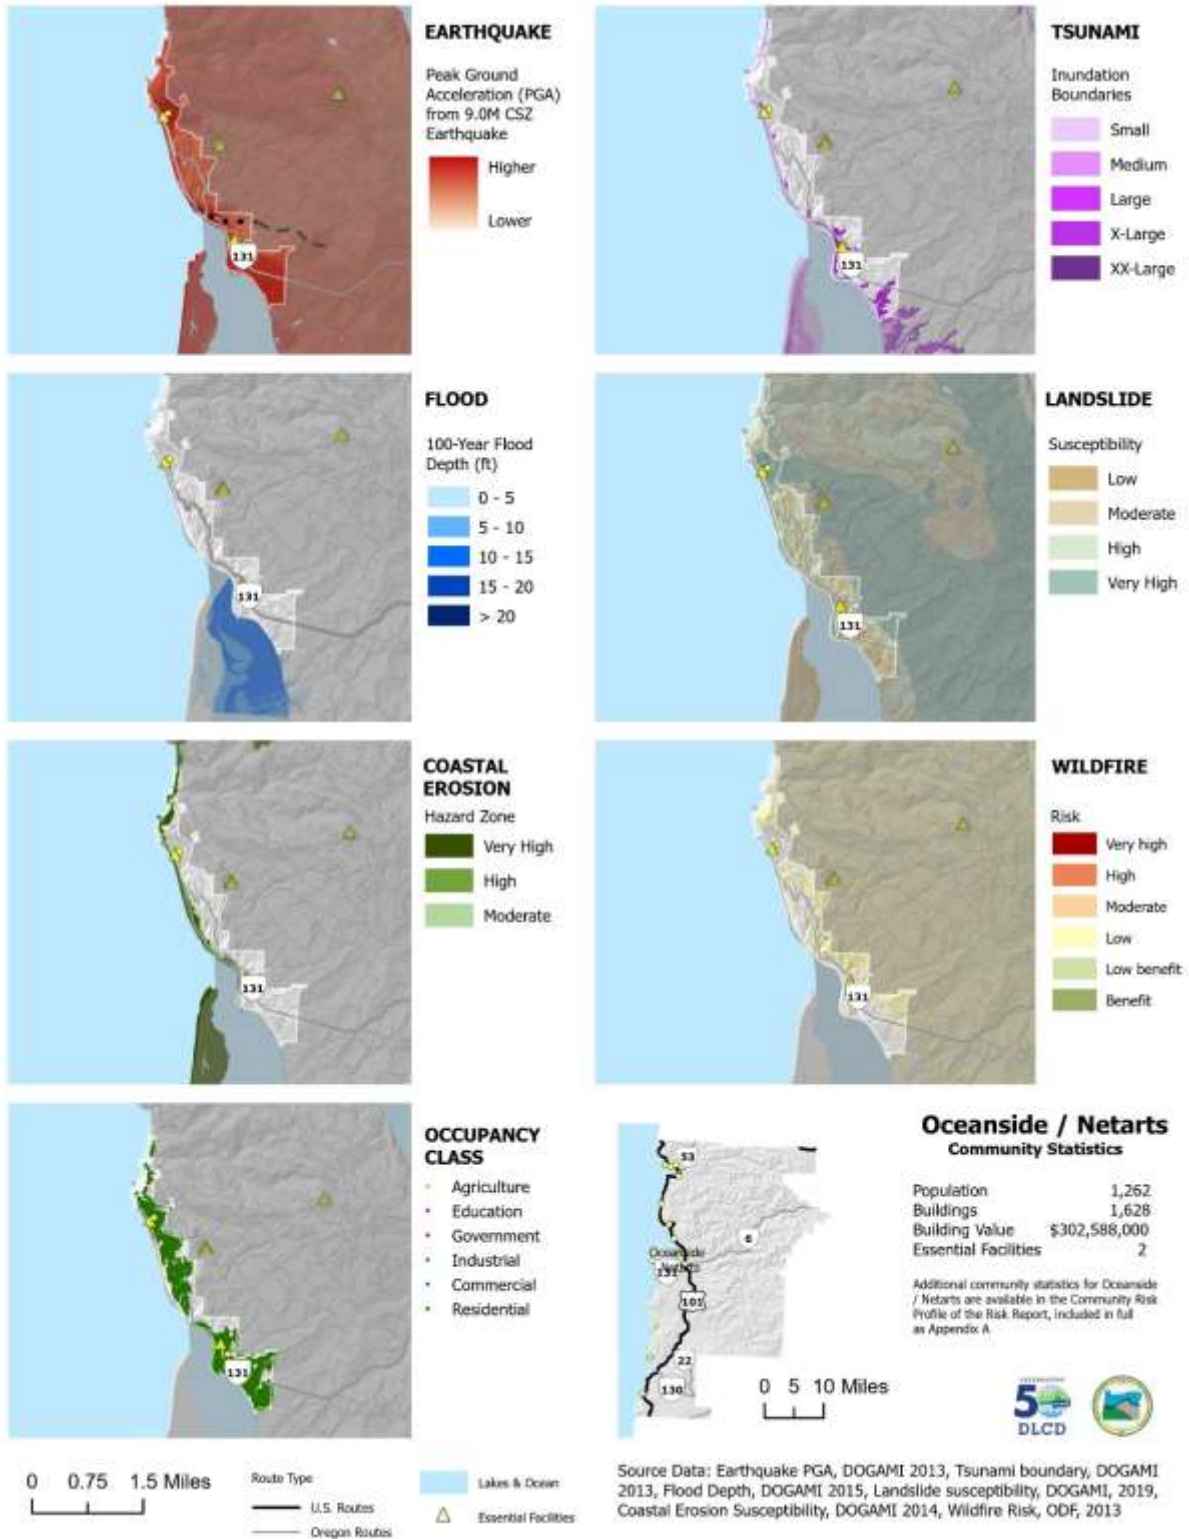 EARTHQUAKE
Peak Ground
Acceleration (PGA)
from 9.0M CSZ
Earthquake
Higher
Lower
131
TSUNAMI
Inundation
Boundaries
Small
Medium
Large
X-Large
XX-Large
131
FLOOD
100-Year Flood
Depth (ft)
0 - 5
5 - 10
10 - 15
15 - 20
> 20
131
LANDSLIDE
Susceptibility
Low
Moderate
High
Very High
131
COASTAL
EROSION
Hazard Zone
Very High
High
Moderate
131
WILDFIRE
Risk
Very high
High
Moderate
Low
Low benefit
Benefit
131
OCCUPANCY
CLASS
Agriculture
Education
Government
Industrial
Commercial
Residential
131
53
6
Oceanside
Netarts
131
101
22
130
0 5 10 Miles
Oceanside / Netarts
Community Statistics
Population 1,262
Buildings 1,628
Building Value $302,588,000
Essential Facilities 2
Additional community statistics for Oceanside
/ Netarts are available in the Community Risk
Profile of the Risk Report, included in full
as Appendix A
50
DLCD
0 0.75 1.5 Miles
Route Type
U.S. Routes
Oregon Routes
Lakes & Ocean
Essential Facilities
Source Data: Earthquake PGA, DOGAMI 2013, Tsunami boundary, DOGAMI
2013, Flood Depth, DOGAMI 2015, Landslide susceptibility, DOGAMI, 2019,
Coastal Erosion Susceptibility, DOGAMI 2014, Wildfire Risk, ODF, 2013